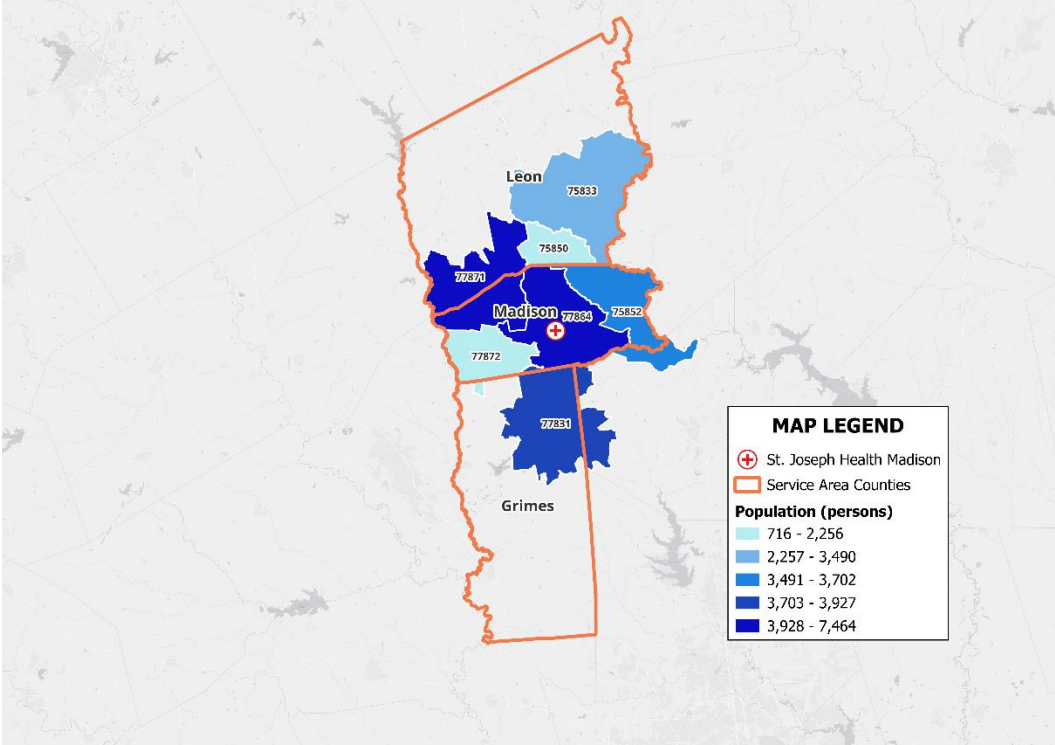 Leon
75833
75850
77871
Madison
77864
75852
77872
77831
Grimes
MAP LEGEND
St. Joseph Health Madison
Service Area Counties
Population (persons)
716 - 2,256
2,257 - 3,490
3,491 - 3,702
3,703 - 3,927
3,928 - 7,464